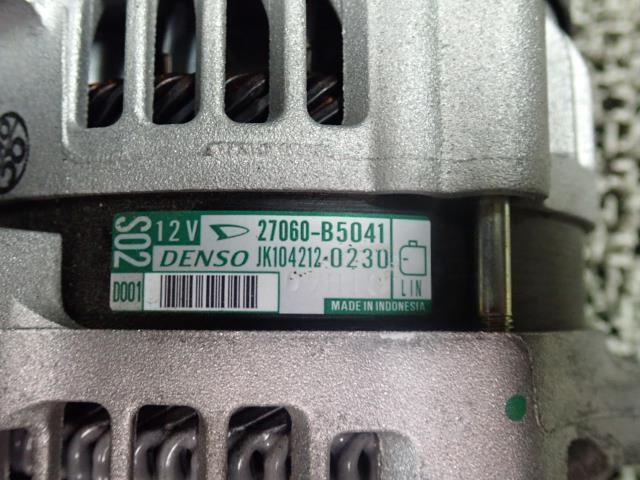 S02
12V 27060-B5041
DENSO JK104212-0230
D001
LIN
MADE IN INDONESIA